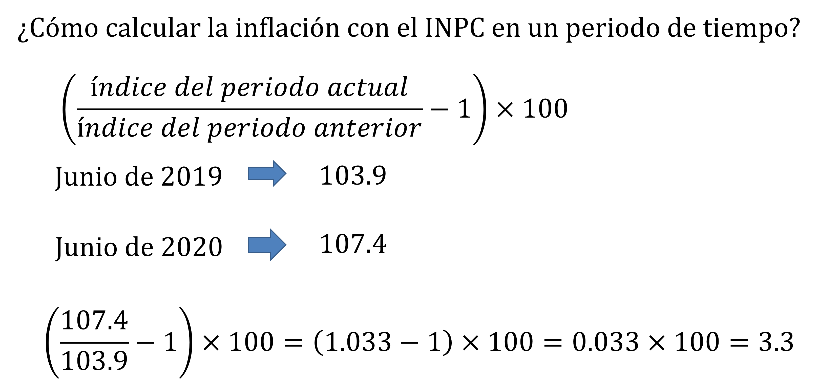 ¿Cómo calcular la inflación con el INPC en un periodo de tiempo?
(índice del periodo actual / índice del periodo anterior − 1) × 100
Junio de 2019 103.9
Junio de 2020 107.4
(107.4 / 103.9 − 1) × 100 = (1.033 − 1) × 100 = 0.033 × 100 = 3.3